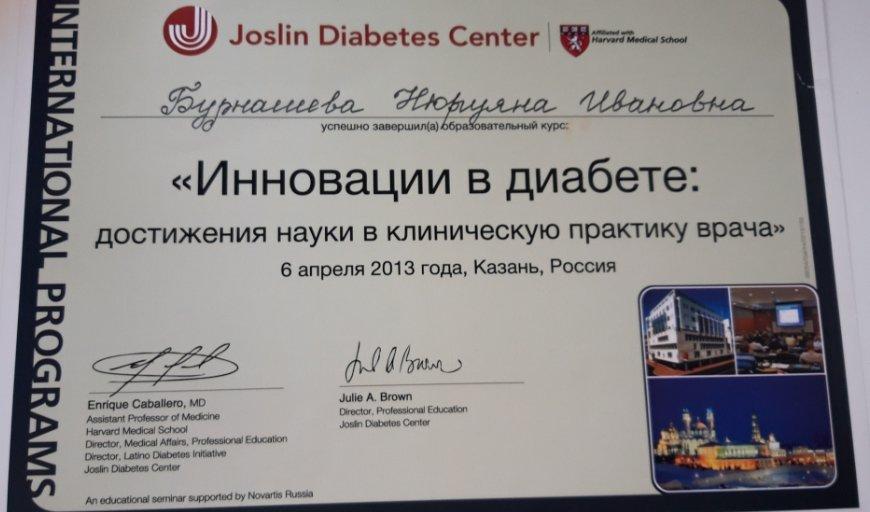 INTERNATIONAL PROGRAMS
Joslin Diabetes Center
Affiliated with
Harvard Medical School
Бурнашева Нюргуяна Ивановна
успешно завершил(а) образовательный курс:
«Инновации в диабете:
достижения науки в клиническую практику врача»
6 апреля 2013 года, Казань, Россия
Enrique Caballero, MD
Assistant Professor of Medicine
Harvard Medical School
Director, Medical Affairs, Professional Education
Director, Latino Diabetes Initiative
Joslin Diabetes Center
Julie A. Brown
Director, Professional Education
Joslin Diabetes Center
An educational seminar supported by Novartis Russia